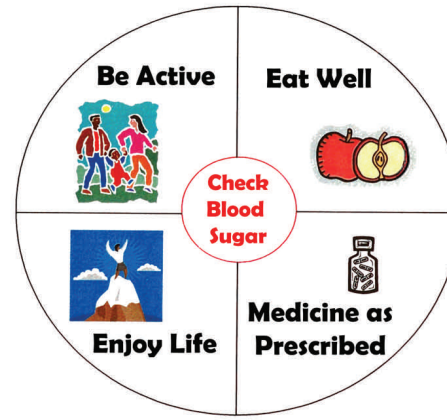 Be Active
Eat Well
Check
Blood
Sugar
Enjoy Life
Medicine as
Prescribed